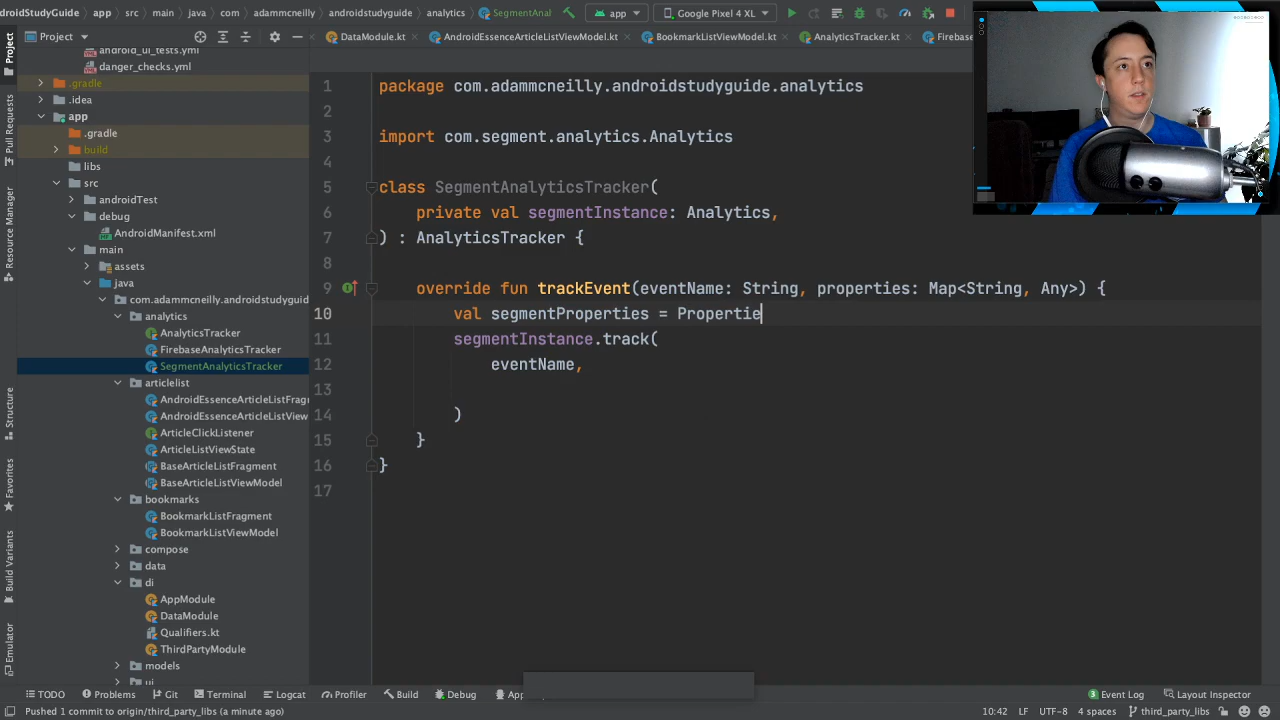 droidStudyGuide
app
src
main
java
com
adammcneilly
androidstudyguide
analytics
SegmentAnal
app
Google Pixel 4 XL
Project
DataModule.kt
AndroidEssenceArticleListViewModel.kt
BookmarkListViewModel.kt
AnalyticsTracker.kt
Firebas
Project
Pull Requests
Resource Manager
Structure
Favorites
Build Variants
Emulator
android_ui_tests.yml
danger_checks.yml
.gradle
.idea
app
.gradle
build
libs
src
androidTest
debug
AndroidManifest.xml
main
assets
java
com.adammcneilly.androidstudyguid
analytics
AnalyticsTracker
FirebaseAnalyticsTracker
SegmentAnalyticsTracker
articlelist
AndroidEssenceArticleListFragm
AndroidEssenceArticleListView
ArticleClickListener
ArticleListViewState
BaseArticleListFragment
BaseArticleListViewModel
bookmarks
BookmarkListFragment
BookmarkListViewModel
compose
data
di
AppModule
DataModule
Qualifiers.kt
ThirdPartyModule
models
ui
1 package com.adammcneilly.androidstudyguide.analytics
2
3 import com.segment.analytics.Analytics
4
5 class SegmentAnalyticsTracker(
6 private val segmentInstance: Analytics,
7 ) : AnalyticsTracker {
8
9 override fun trackEvent(eventName: String, properties: Map<String, Any>) {
10 val segmentProperties = Propertie
11 segmentInstance.track(
12 eventName,
13
14 )
15 }
16 }
17
TODO
Problems
Git
Terminal
Logcat
Profiler
Build
Debug
App
3 Event Log
Layout Inspector
Pushed 1 commit to origin/third_party_libs (a minute ago)
10:42
LF
UTF-8
4 spaces
third_party_libs